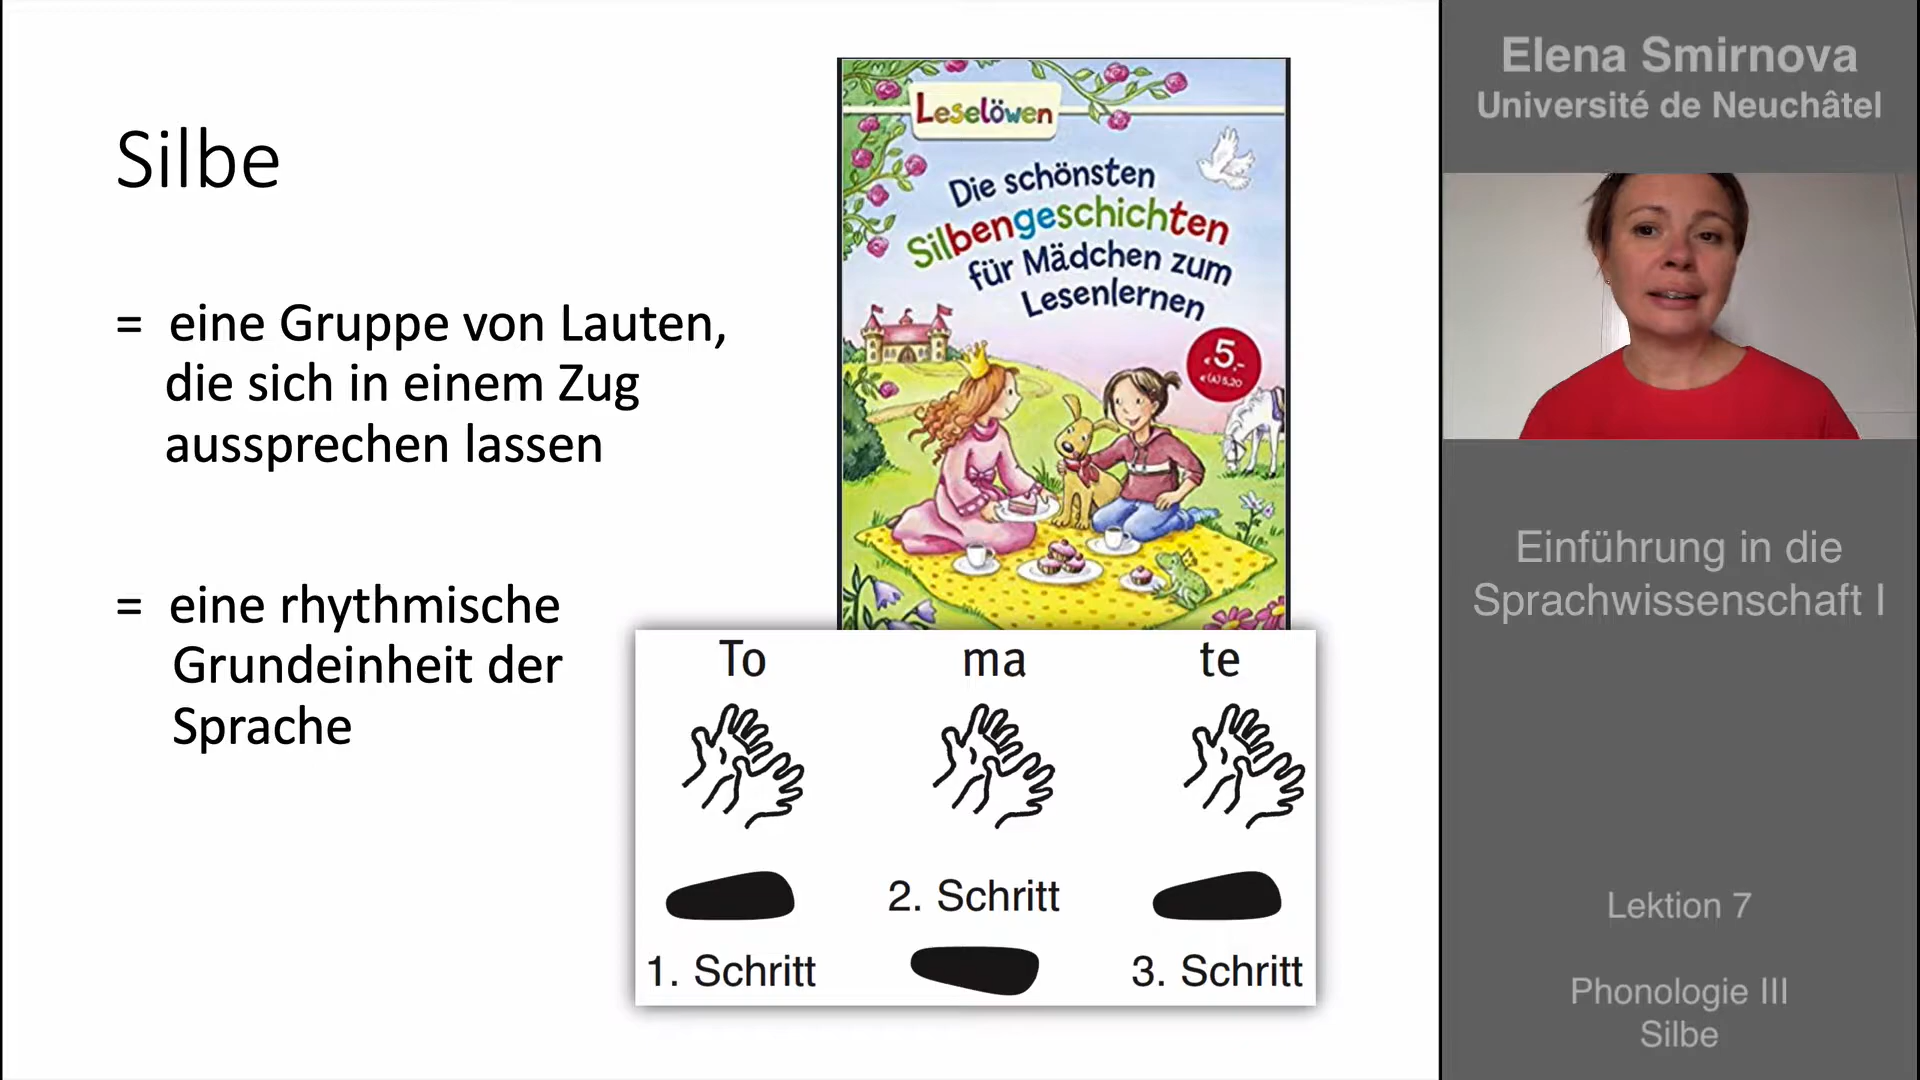 Silbe
= eine Gruppe von Lauten,
die sich in einem Zug
aussprechen lassen
= eine rhythmische
Grundeinheit der
Sprache
Leselöwen
Die schönsten
Silbengeschichten
für Mädchen zum
Lesenlernen
€ 5.-
€ (A) 5,20
To ma te
2. Schritt
1. Schritt 3. Schritt
Elena Smirnova
Université de Neuchâtel
Einführung in die
Sprachwissenschaft I
Lektion 7
Phonologie III
Silbe